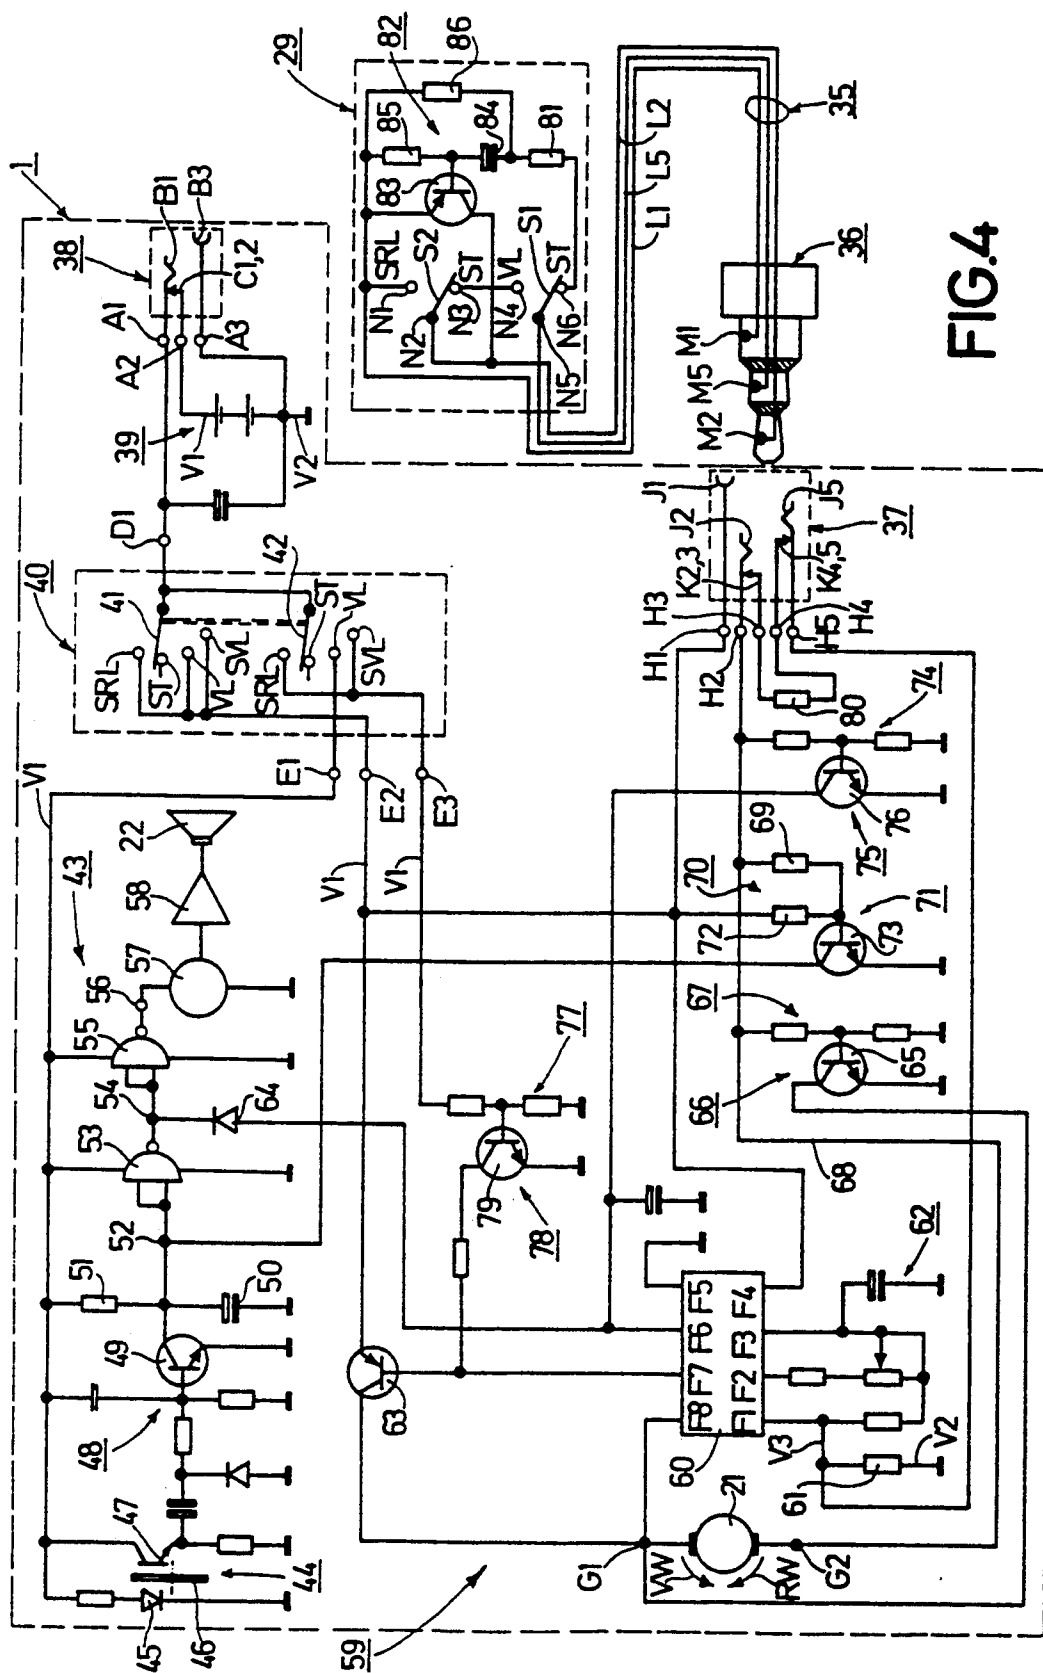 1
29
82
86
38
A1
B1
B3
C1,2
A2
A3
39
V1
V2
D1
40
41
42
SRL
ST
VL
SVL
SRL
ST
VL
SVL
E1
E2
E3
V1
V1
V1
85
84
83
81
SRL
N1
S2
N2
ST
N3
VL
N4
S1
ST
N6
N5
L2
L5
L1
35
36
M1
M5
M2
43
22
58
57
56
55
54
53
64
52
51
50
49
48
47
44
46
45
J1
J2
J5
K2,3
K4,5
37
H1
H3
H2
H4
H5
80
74
76
75
69
70
72
73
71
67
66
65
68
77
79
78
62
63
F8 F7 F6 F5
F1 F2 F3 F4
60
V3
61
V2
21
G1
G2
VW
RW
59
FIG.4